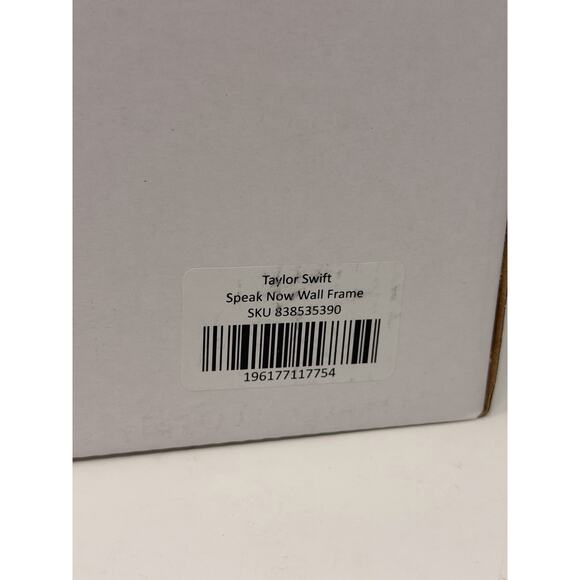 Taylor Swift
Speak Now Wall Frame
SKU 838535390
196177117754